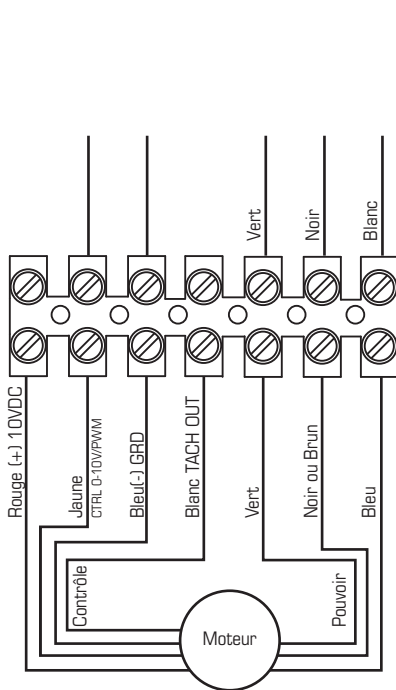 Vert
Noir
Blanc
Rouge (+) 10VDC
Jaune
CTRL 0-10V/PWM
Bleu(-) GRD
Blanc TACH OUT
Vert
Noir ou Brun
Bleu
Contrôle
Pouvoir
Moteur